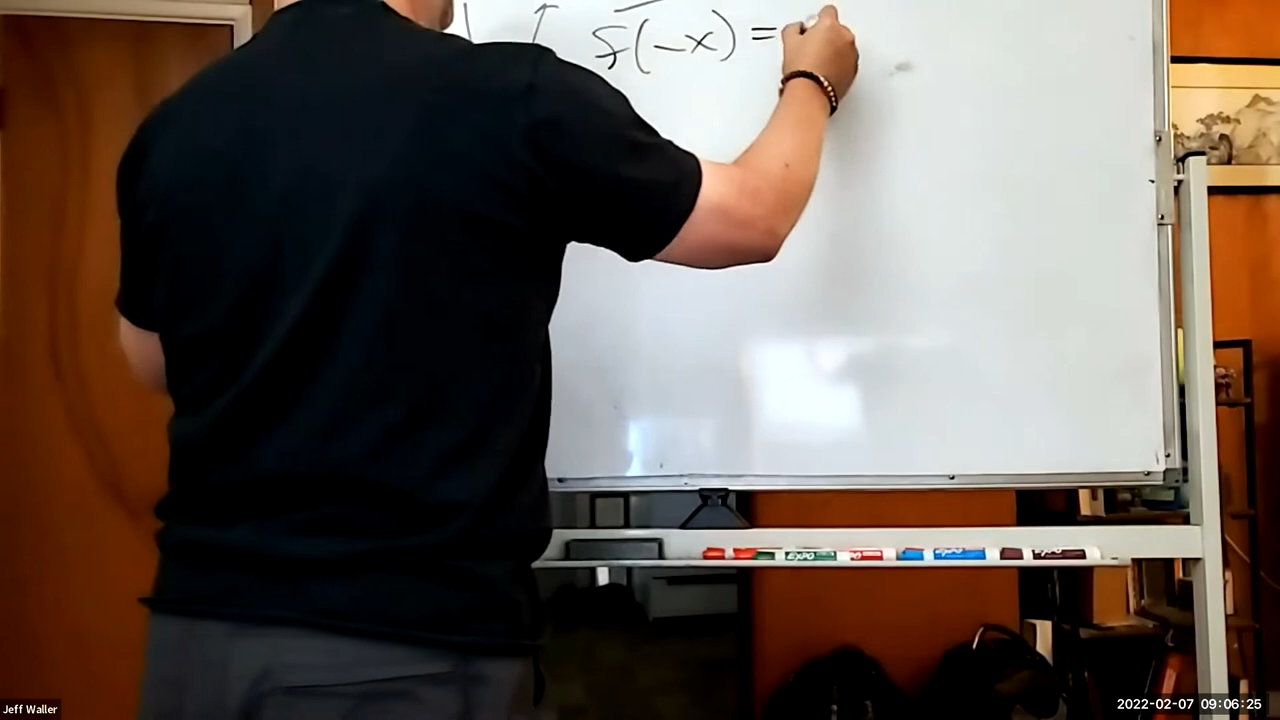 f(-x) =
EXPO
EXPO
EXPO
Jeff Waller
2022-02-07 09:06:25